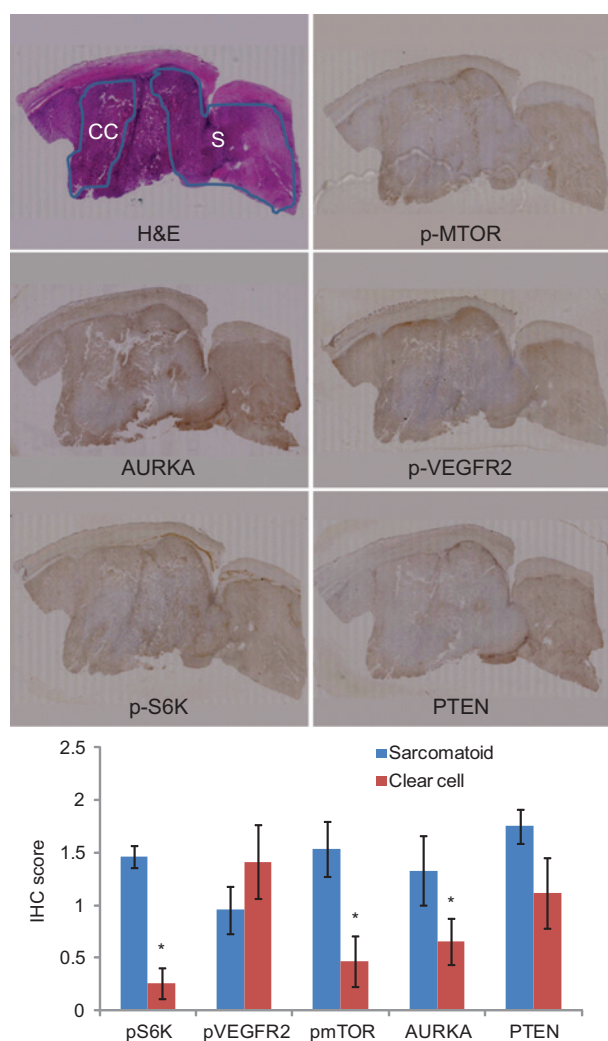 CC
S
H&E
p-MTOR
AURKA
p-VEGFR2
p-S6K
PTEN
2.5
Sarcomatoid
Clear cell
2
1.5
IHC score
1
*
*
*
0.5
0
pS6K pVEGFR2 pmTOR AURKA PTEN